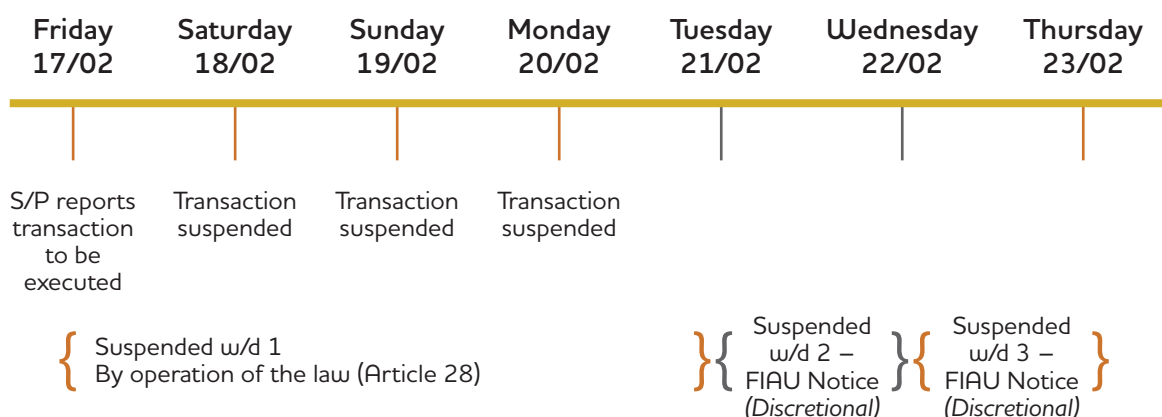 Friday Saturday Sunday Monday Tuesday Wednesday Thursday
17/02 18/02 19/02 20/02 21/02 22/02 23/02
S/P reports
transaction
to be
executed
Transaction
suspended
Transaction
suspended
Transaction
suspended
{ Suspended w/d 1
By operation of the law (Article 28) }
{ Suspended
w/d 2 –
FIAU Notice
(Discretional) }
{ Suspended
w/d 3 –
FIAU Notice
(Discretional) }